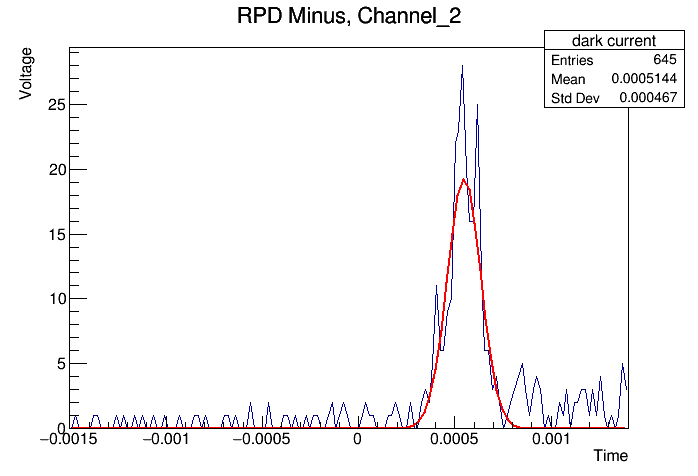 RPD Minus, Channel_2
dark current
Entries 645
Mean 0.0005144
Std Dev 0.000467
Voltage
25
20
15
10
5
0
−0.0015 −0.001 −0.0005 0 0.0005 0.001
Time